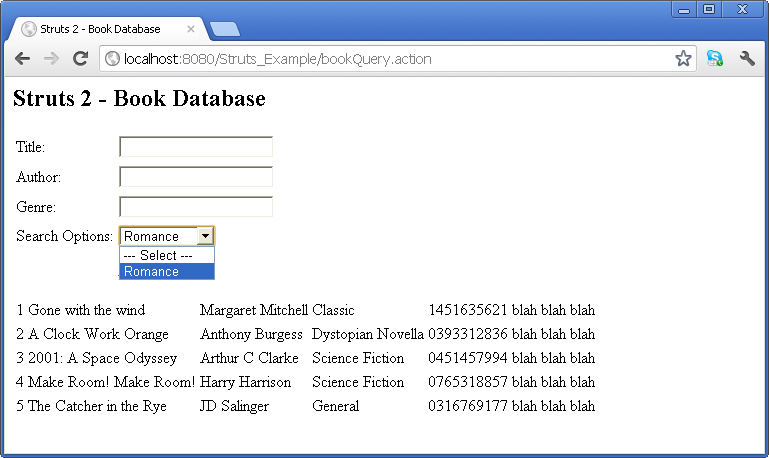 Struts 2 - Book Database
localhost:8080/Struts_Example/bookQuery.action
Struts 2 - Book Database
Title:
Author:
Genre:
Search Options: Romance
--- Select ---
Romance
1 Gone with the wind Margaret Mitchell Classic 1451635621 blah blah blah
2 A Clock Work Orange Anthony Burgess Dystopian Novella 0393312836 blah blah blah
3 2001: A Space Odyssey Arthur C Clarke Science Fiction 0451457994 blah blah blah
4 Make Room! Make Room! Harry Harrison Science Fiction 0765318857 blah blah blah
5 The Catcher in the Rye JD Salinger General 0316769177 blah blah blah